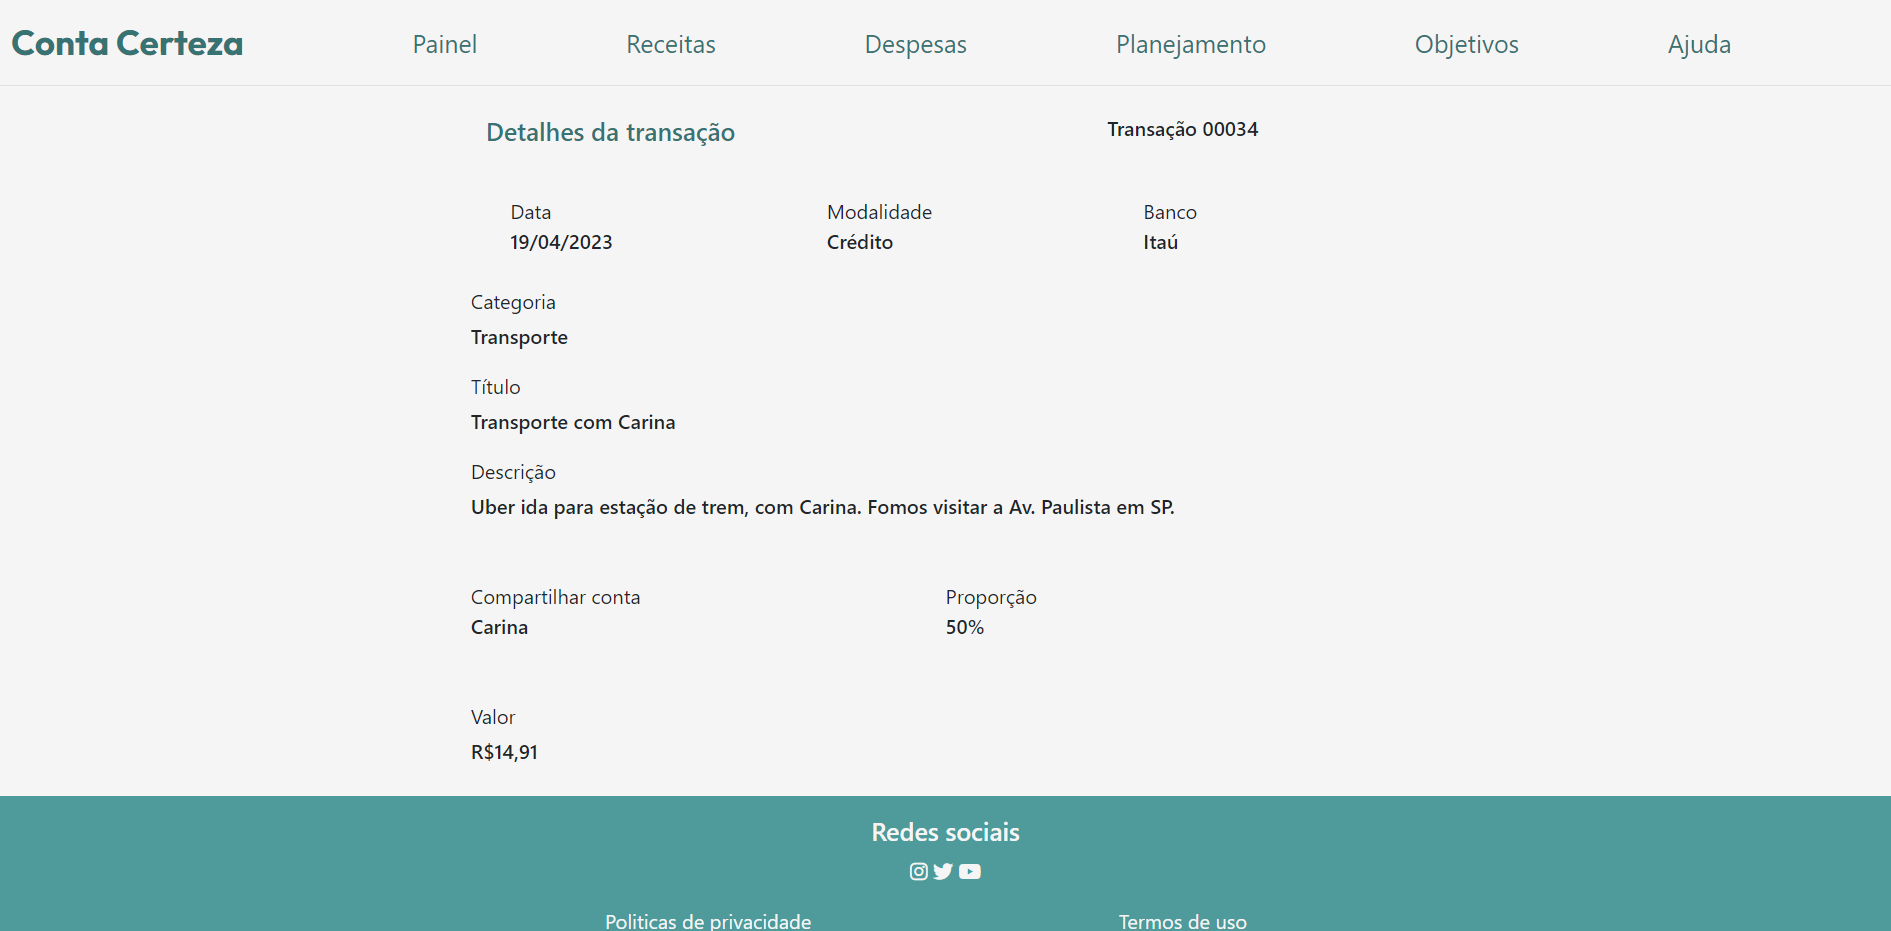 Conta Certeza Painel Receitas Despesas Planejamento Objetivos Ajuda
Detalhes da transação Transação 00034
Data Modalidade Banco
19/04/2023 Crédito Itaú
Categoria
Transporte
Título
Transporte com Carina
Descrição
Uber ida para estação de trem, com Carina. Fomos visitar a Av. Paulista em SP.
Compartilhar conta Proporção
Carina 50%
Valor
R$14,91
Redes sociais
Politicas de privacidade Termos de uso